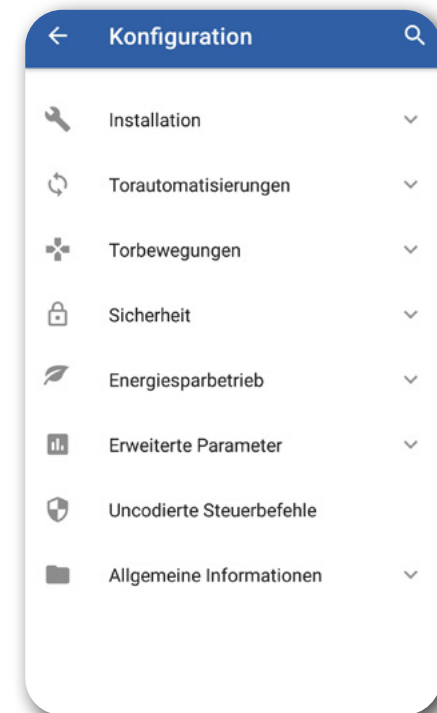 Konfiguration
Installation
Torautomatisierungen
Torbewegungen
Sicherheit
Energiesparbetrieb
Erweiterte Parameter
Uncodierte Steuerbefehle
Allgemeine Informationen